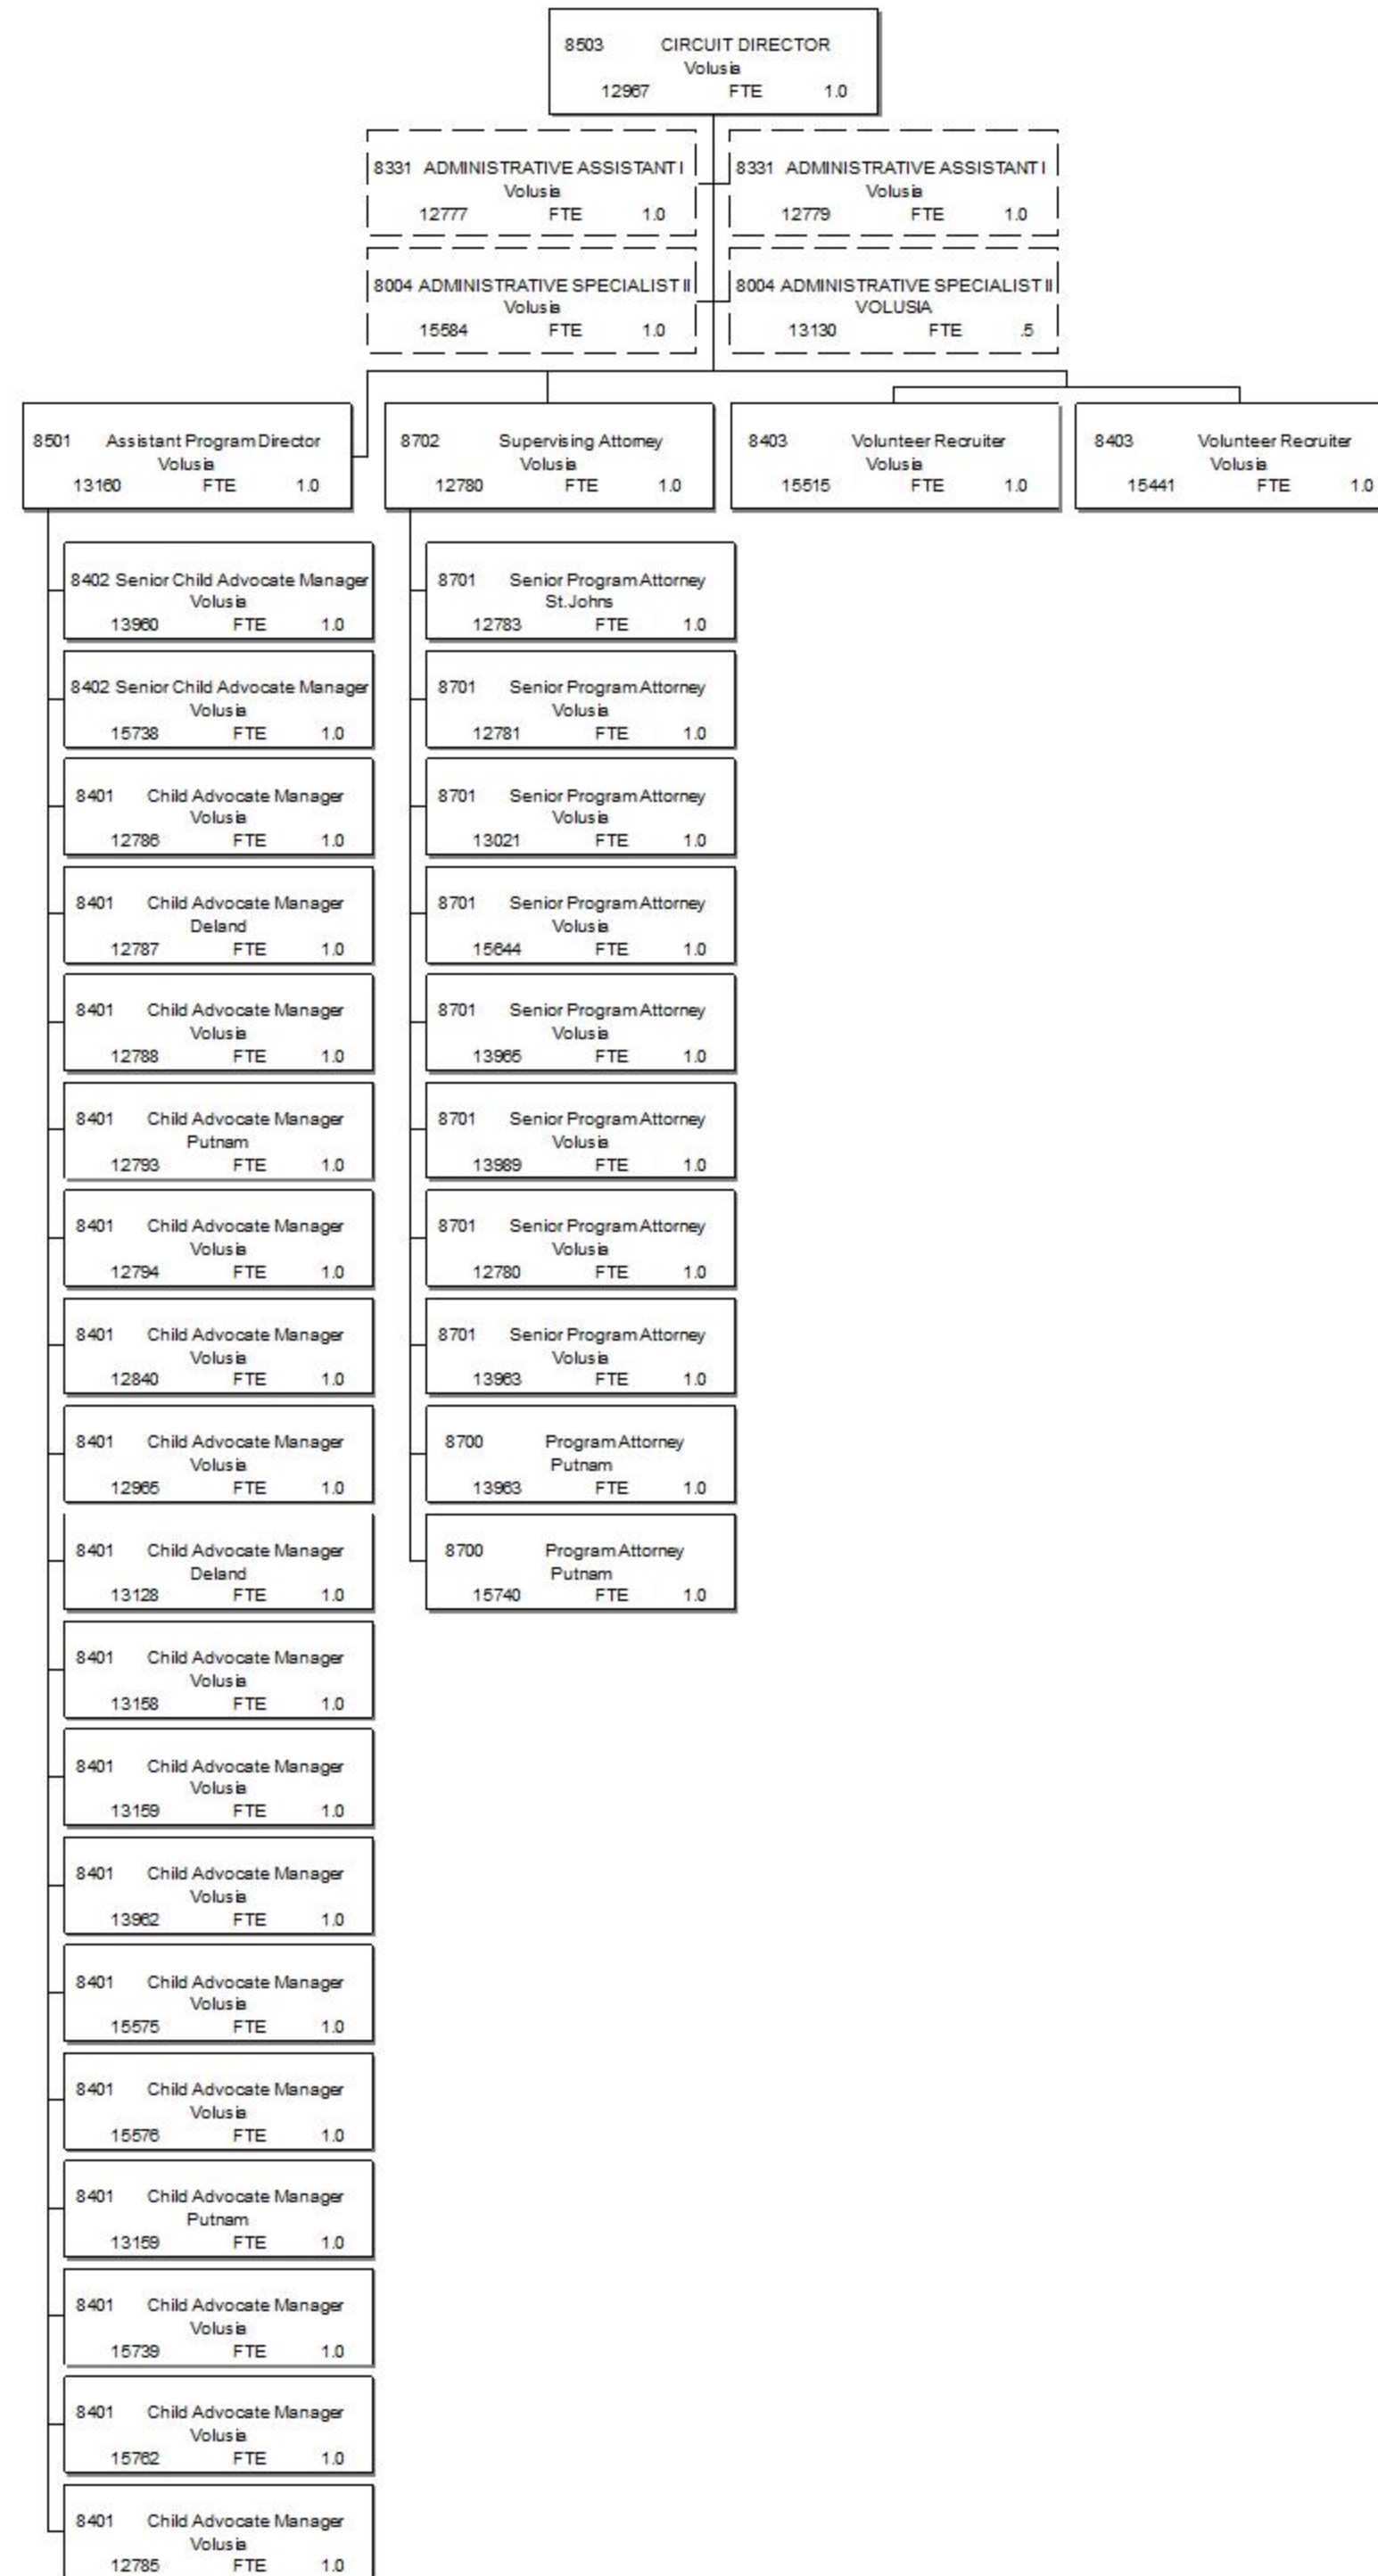 8503 CIRCUIT DIRECTOR
Volusia
12967 FTE 1.0
8331 ADMINISTRATIVE ASSISTANT I
Volusia
12777 FTE 1.0
8331 ADMINISTRATIVE ASSISTANT I
Volusia
12779 FTE 1.0
8004 ADMINISTRATIVE SPECIALIST II
Volusia
15584 FTE 1.0
8004 ADMINISTRATIVE SPECIALIST II
VOLUSIA
13130 FTE .5
8501 Assistant Program Director
Volusia
13160 FTE 1.0
8702 Supervising Attorney
Volusia
12780 FTE 1.0
8403 Volunteer Recruiter
Volusia
15515 FTE 1.0
8403 Volunteer Recruiter
Volusia
15441 FTE 1.0
8402 Senior Child Advocate Manager
Volusia
13960 FTE 1.0
8402 Senior Child Advocate Manager
Volusia
15738 FTE 1.0
8401 Child Advocate Manager
Volusia
12786 FTE 1.0
8401 Child Advocate Manager
Deland
12787 FTE 1.0
8401 Child Advocate Manager
Volusia
12788 FTE 1.0
8401 Child Advocate Manager
Putnam
12793 FTE 1.0
8401 Child Advocate Manager
Volusia
12794 FTE 1.0
8401 Child Advocate Manager
Volusia
12840 FTE 1.0
8401 Child Advocate Manager
Volusia
12965 FTE 1.0
8401 Child Advocate Manager
Deland
13128 FTE 1.0
8401 Child Advocate Manager
Volusia
13158 FTE 1.0
8401 Child Advocate Manager
Volusia
13159 FTE 1.0
8401 Child Advocate Manager
Volusia
13962 FTE 1.0
8401 Child Advocate Manager
Volusia
15575 FTE 1.0
8401 Child Advocate Manager
Volusia
15576 FTE 1.0
8401 Child Advocate Manager
Putnam
13159 FTE 1.0
8401 Child Advocate Manager
Volusia
15739 FTE 1.0
8401 Child Advocate Manager
Volusia
15762 FTE 1.0
8401 Child Advocate Manager
Volusia
12785 FTE 1.0
8701 Senior Program Attorney
St.Johns
12783 FTE 1.0
8701 Senior Program Attorney
Volusia
12781 FTE 1.0
8701 Senior Program Attorney
Volusia
13021 FTE 1.0
8701 Senior Program Attorney
Volusia
15644 FTE 1.0
8701 Senior Program Attorney
Volusia
13965 FTE 1.0
8701 Senior Program Attorney
Volusia
13989 FTE 1.0
8701 Senior Program Attorney
Volusia
12780 FTE 1.0
8701 Senior Program Attorney
Volusia
13963 FTE 1.0
8700 Program Attorney
Putnam
13963 FTE 1.0
8700 Program Attorney
Putnam
15740 FTE 1.0